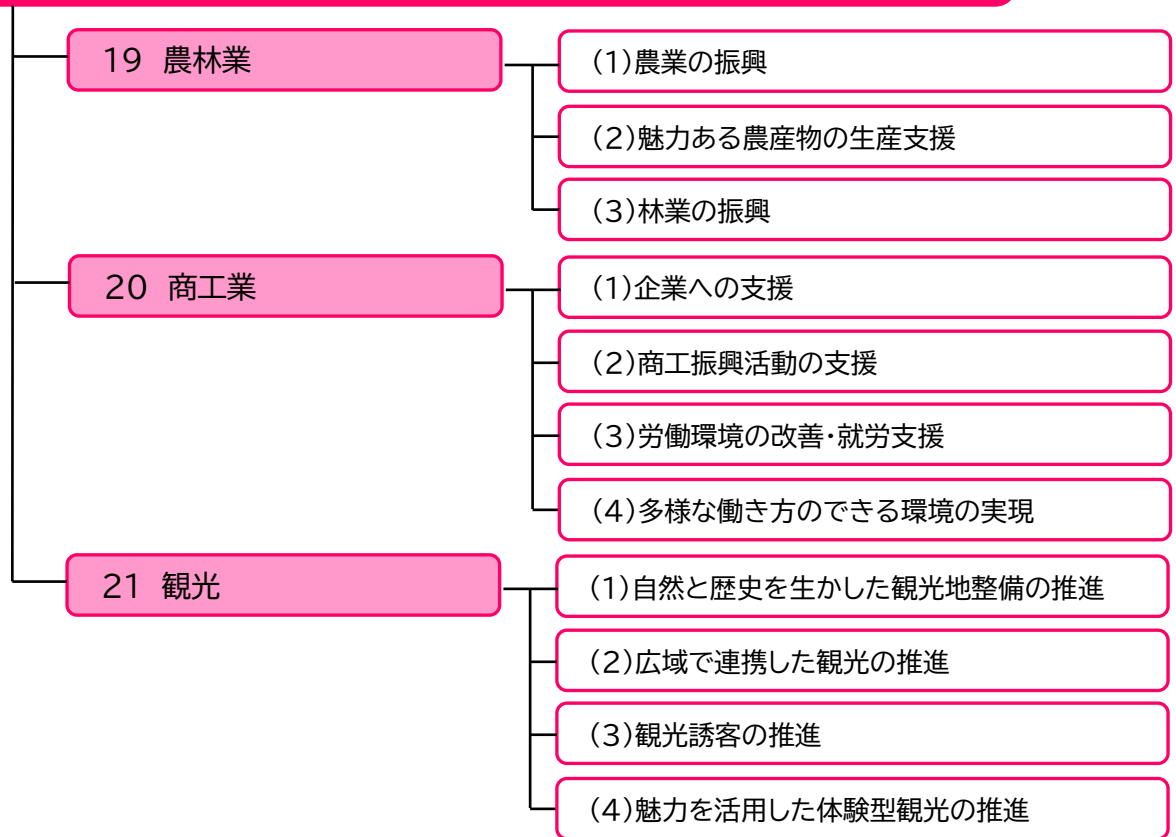 19 農林業
(1)農業の振興
(2)魅力ある農産物の生産支援
(3)林業の振興
20 商工業
(1)企業への支援
(2)商工振興活動の支援
(3)労働環境の改善・就労支援
(4)多様な働き方のできる環境の実現
21 観光
(1)自然と歴史を生かした観光地整備の推進
(2)広域で連携した観光の推進
(3)観光誘客の推進
(4)魅力を活用した体験型観光の推進